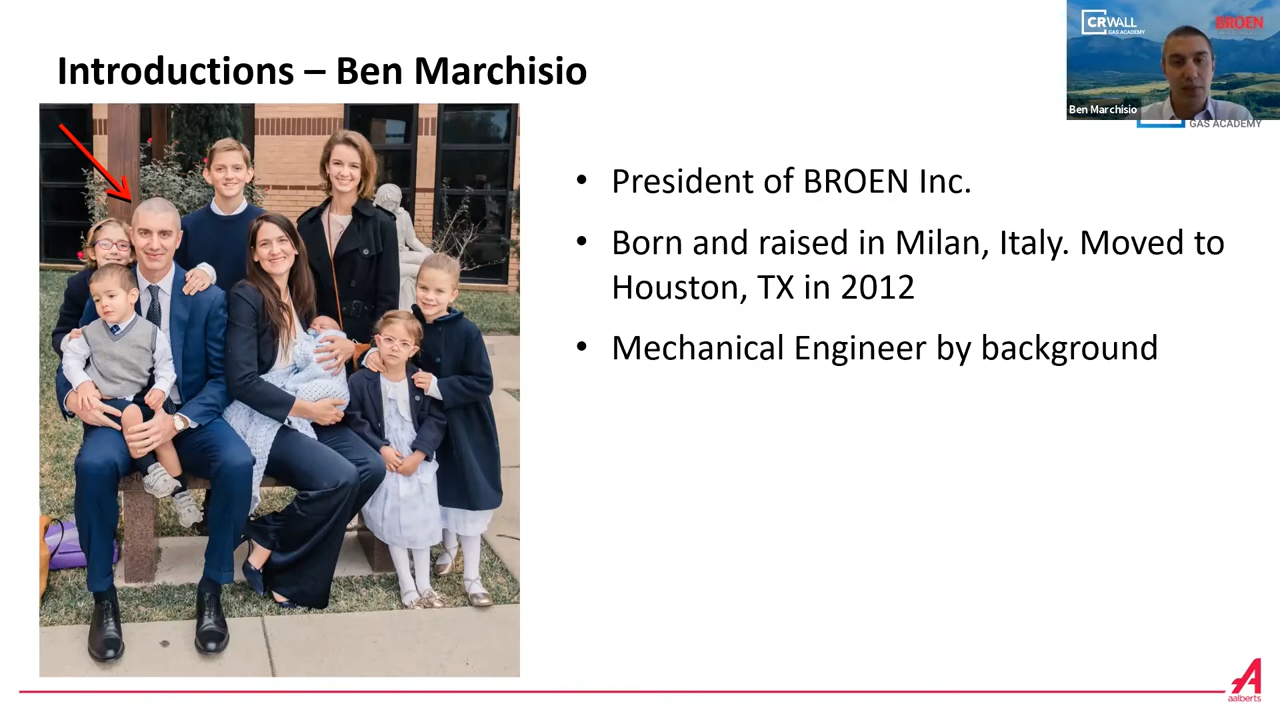 CRWALL
GAS ACADEMY
BROEN
Ben Marchisio
GAS ACADEMY
Introductions – Ben Marchisio
• President of BROEN Inc.
• Born and raised in Milan, Italy. Moved to
Houston, TX in 2012
• Mechanical Engineer by background
aalberts